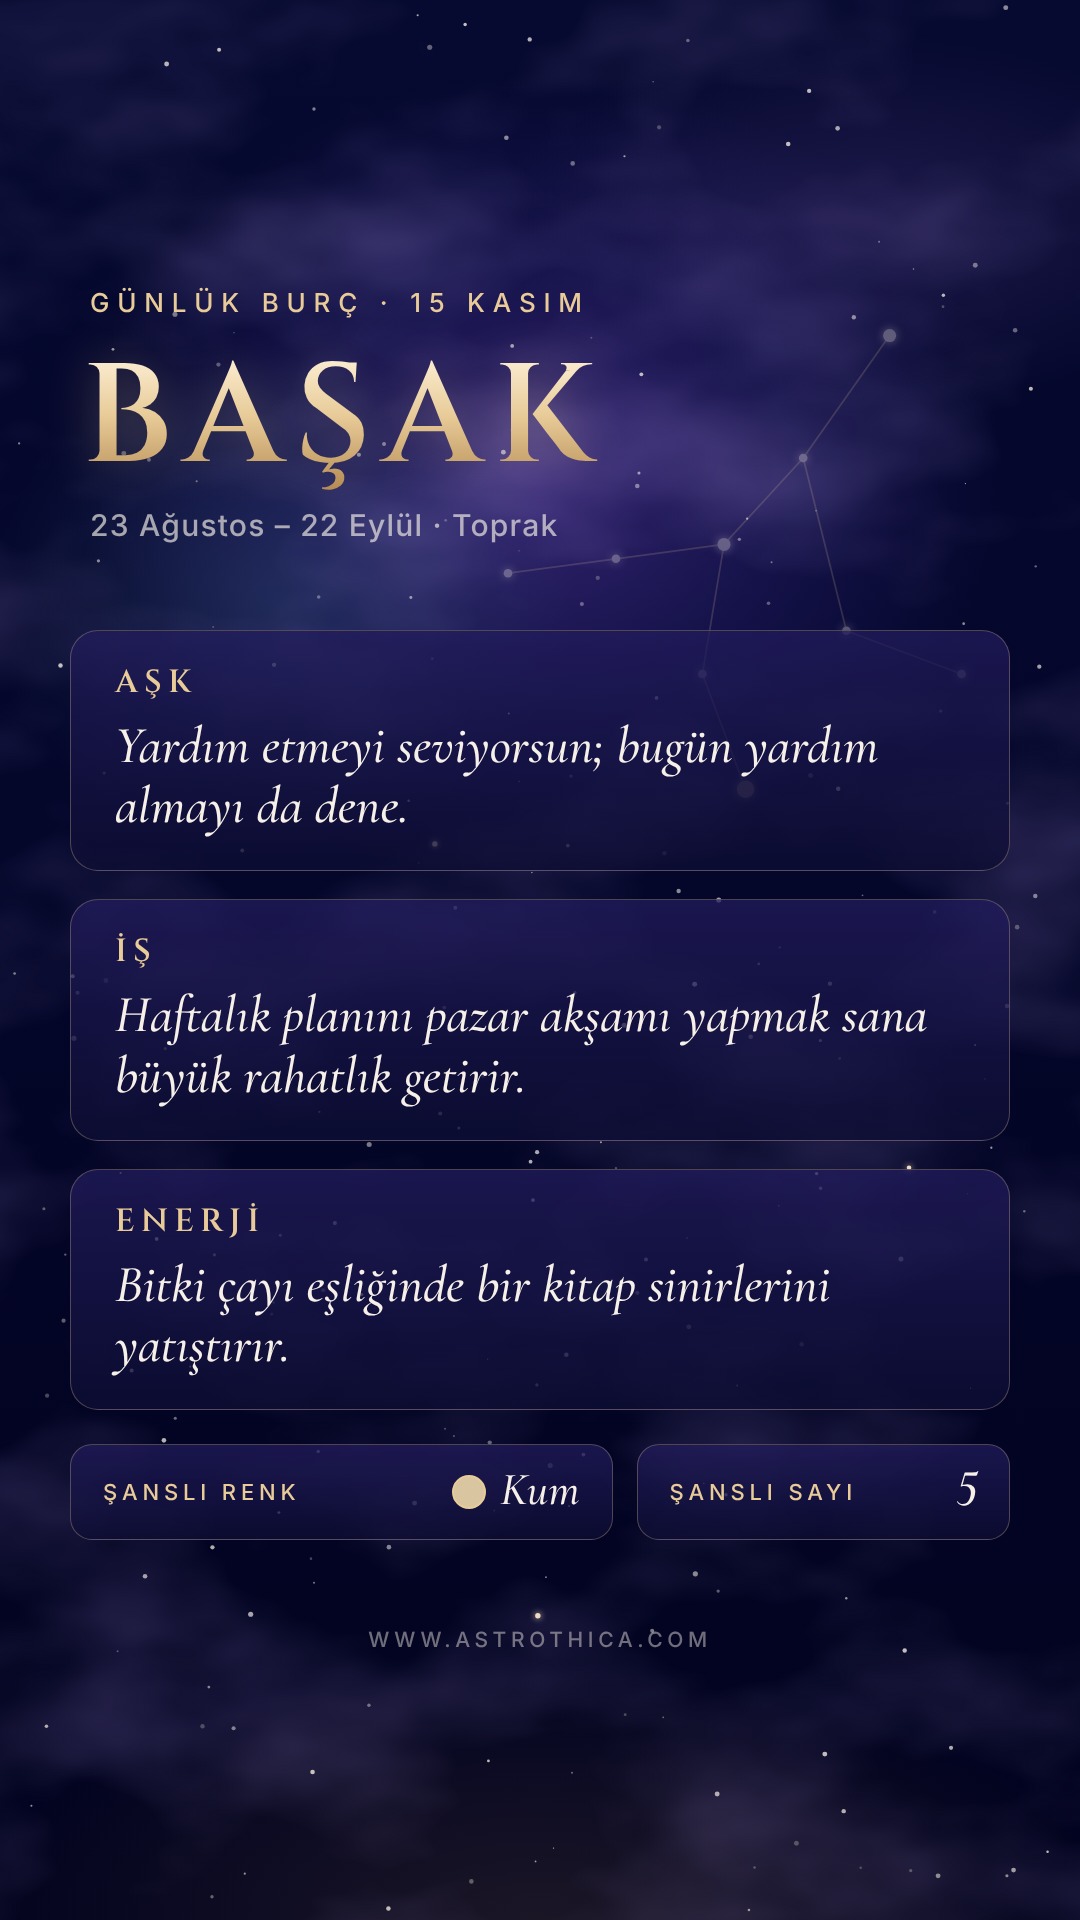 GÜNLÜK BURÇ · 15 KASIM
BAŞAK
23 Ağustos – 22 Eylül · Toprak
AŞK
Yardım etmeyi seviyorsun; bugün yardım
almayı da dene.
İŞ
Haftalık planını pazar akşamı yapmak sana
büyük rahatlık getirir.
ENERJİ
Bitki çayı eşliğinde bir kitap sinirlerini
yatıştırır.
ŞANSLI RENK
Kum
ŞANSLI SAYI
5
WWW.ASTROTHICA.COM